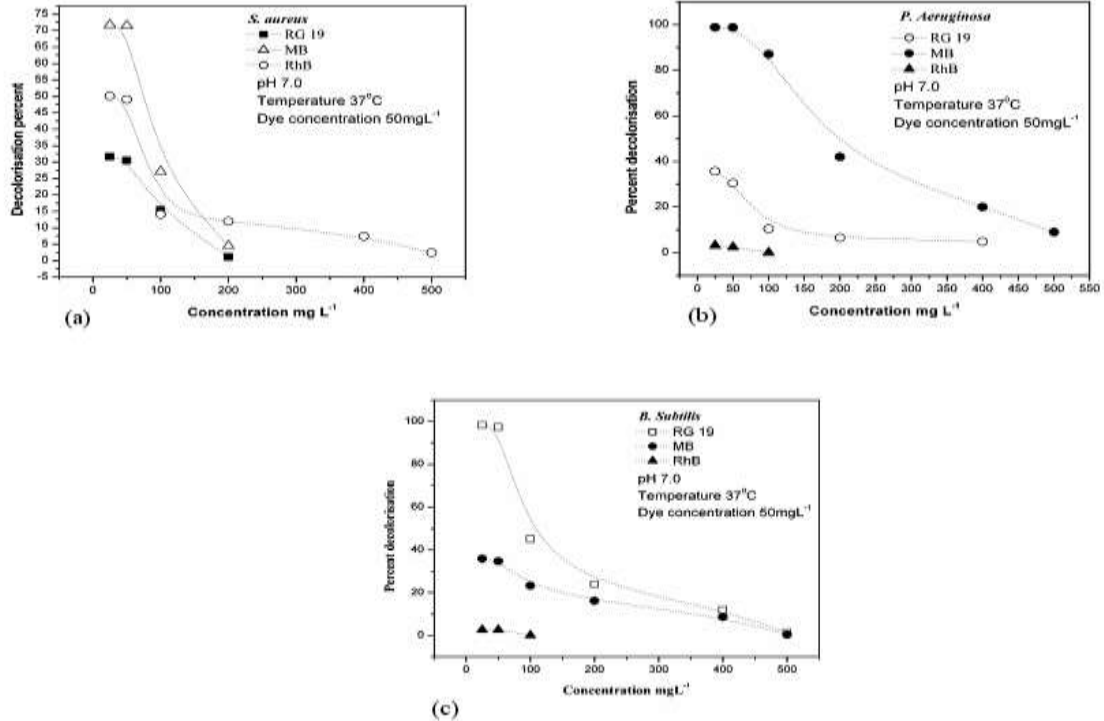 S. aureus
RG 19
MB
RhB
pH 7.0
Temperature 37°C
Dye concentration 50mgL⁻¹
Decolorisation percent
75
70
65
60
55
50
45
40
35
30
25
20
15
10
5
0
-5
0 100 200 300 400 500
Concentration mg L⁻¹
(a)
P. Aeruginosa
RG 19
MB
RhB
pH 7.0
Temperature 37⁰C
Dye concentration 50mgL⁻¹
Percent decolorisation
100
80
60
40
20
0
0 50 100 150 200 250 300 350 400 450 500 550
Concentration mg L⁻¹
(b)
B. Subtilis
RG 19
MB
RhB
pH 7.0
Temperature 37⁰C
Dye concentration 50mgL⁻¹
Percent decolorisation
100
80
60
40
20
0
0 100 200 300 400 500
Concentration mgL⁻¹
(c)